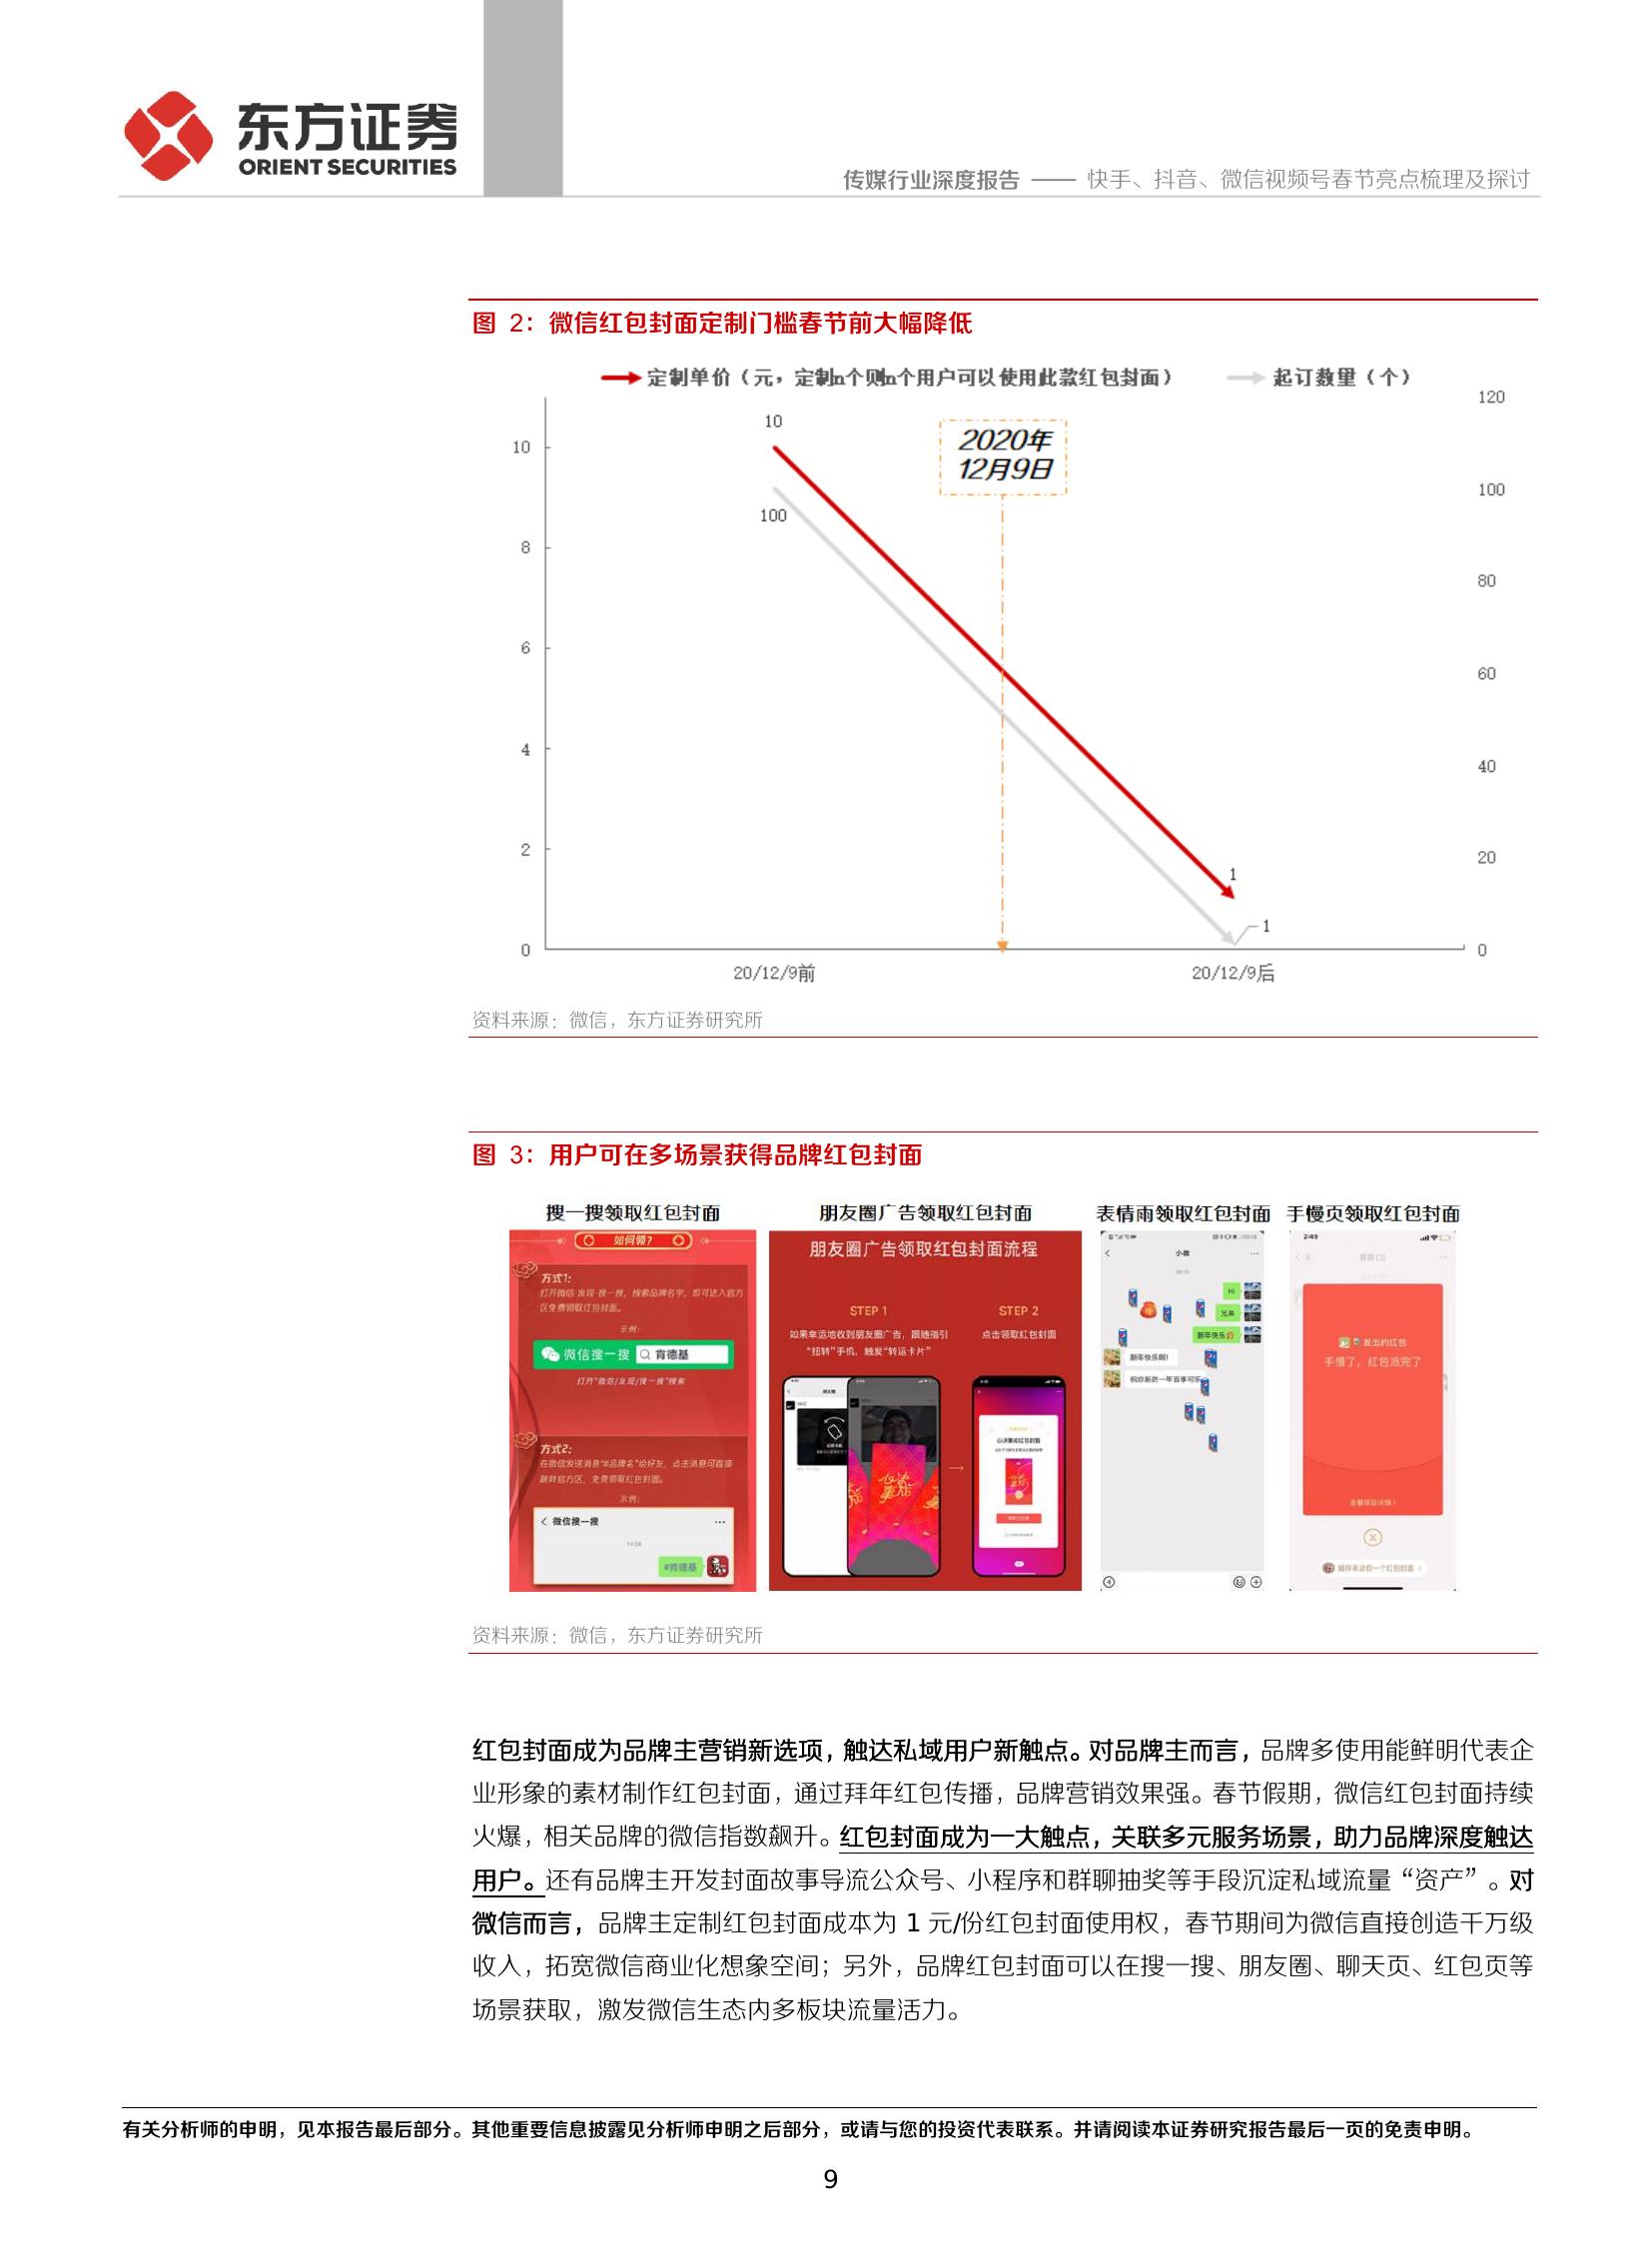 东方证券
ORIENT SECURITIES
传媒行业深度报告 —— 快手、抖音、微信视频号春节亮点梳理及探讨
图 2：微信红包封面定制门槛春节前大幅降低
定制单价（元，定制n个则n个用户可以使用此款红包封面）
起订数量（个）
120
10
2020年
12月9日
10
100
100
8
80
6
60
4
40
2
20
1
1
0
0
20/12/9前
20/12/9后
资料来源：微信，东方证券研究所
图 3：用户可在多场景获得品牌红包封面
搜一搜领取红包封面
如何领?
方式1:
打开微信-发现-搜一搜，搜索品牌名字，即可进入官方
区免费领取红包封面。
示例:
微信搜一搜 肯德基
打开“微信/发现/搜一搜”搜索
方式2:
在微信发送消息“#品牌名”给好友，点击消息可直接
跳转官方区，免费领取红包封面。
示例:
微信搜一搜
#肯德基
朋友圈广告领取红包封面
朋友圈广告领取红包封面流程
STEP 1
如果幸运地收到朋友圈广告，跟随指引
“扭转”手机，触发“转运卡片”
STEP 2
点击领取红包封面
表情雨领取红包封面
小微
Hi
兄弟
新年快乐
新年快乐啊!
手慢页领取红包封面
2:49
发出的红包
手慢了，红包派完了
资料来源：微信，东方证券研究所
红包封面成为品牌主营销新选项，触达私域用户新触点。对品牌主而言，品牌多使用能鲜明代表企
业形象的素材制作红包封面，通过拜年红包传播，品牌营销效果强。春节假期，微信红包封面持续
火爆，相关品牌的微信指数飙升。红包封面成为一大触点，关联多元服务场景，助力品牌深度触达
用户。还有品牌主开发封面故事导流公众号、小程序和群聊抽奖等手段沉淀私域流量“资产”。对
微信而言，品牌主定制红包封面成本为 1 元/份红包封面使用权，春节期间为微信直接创造千万级
收入，拓宽微信商业化想象空间；另外，品牌红包封面可以在搜一搜、朋友圈、聊天页、红包页等
场景获取，激发微信生态内多板块流量活力。
有关分析师的申明，见本报告最后部分。其他重要信息披露见分析师申明之后部分，或请与您的投资代表联系。并请阅读本证券研究报告最后一页的免责申明。
9